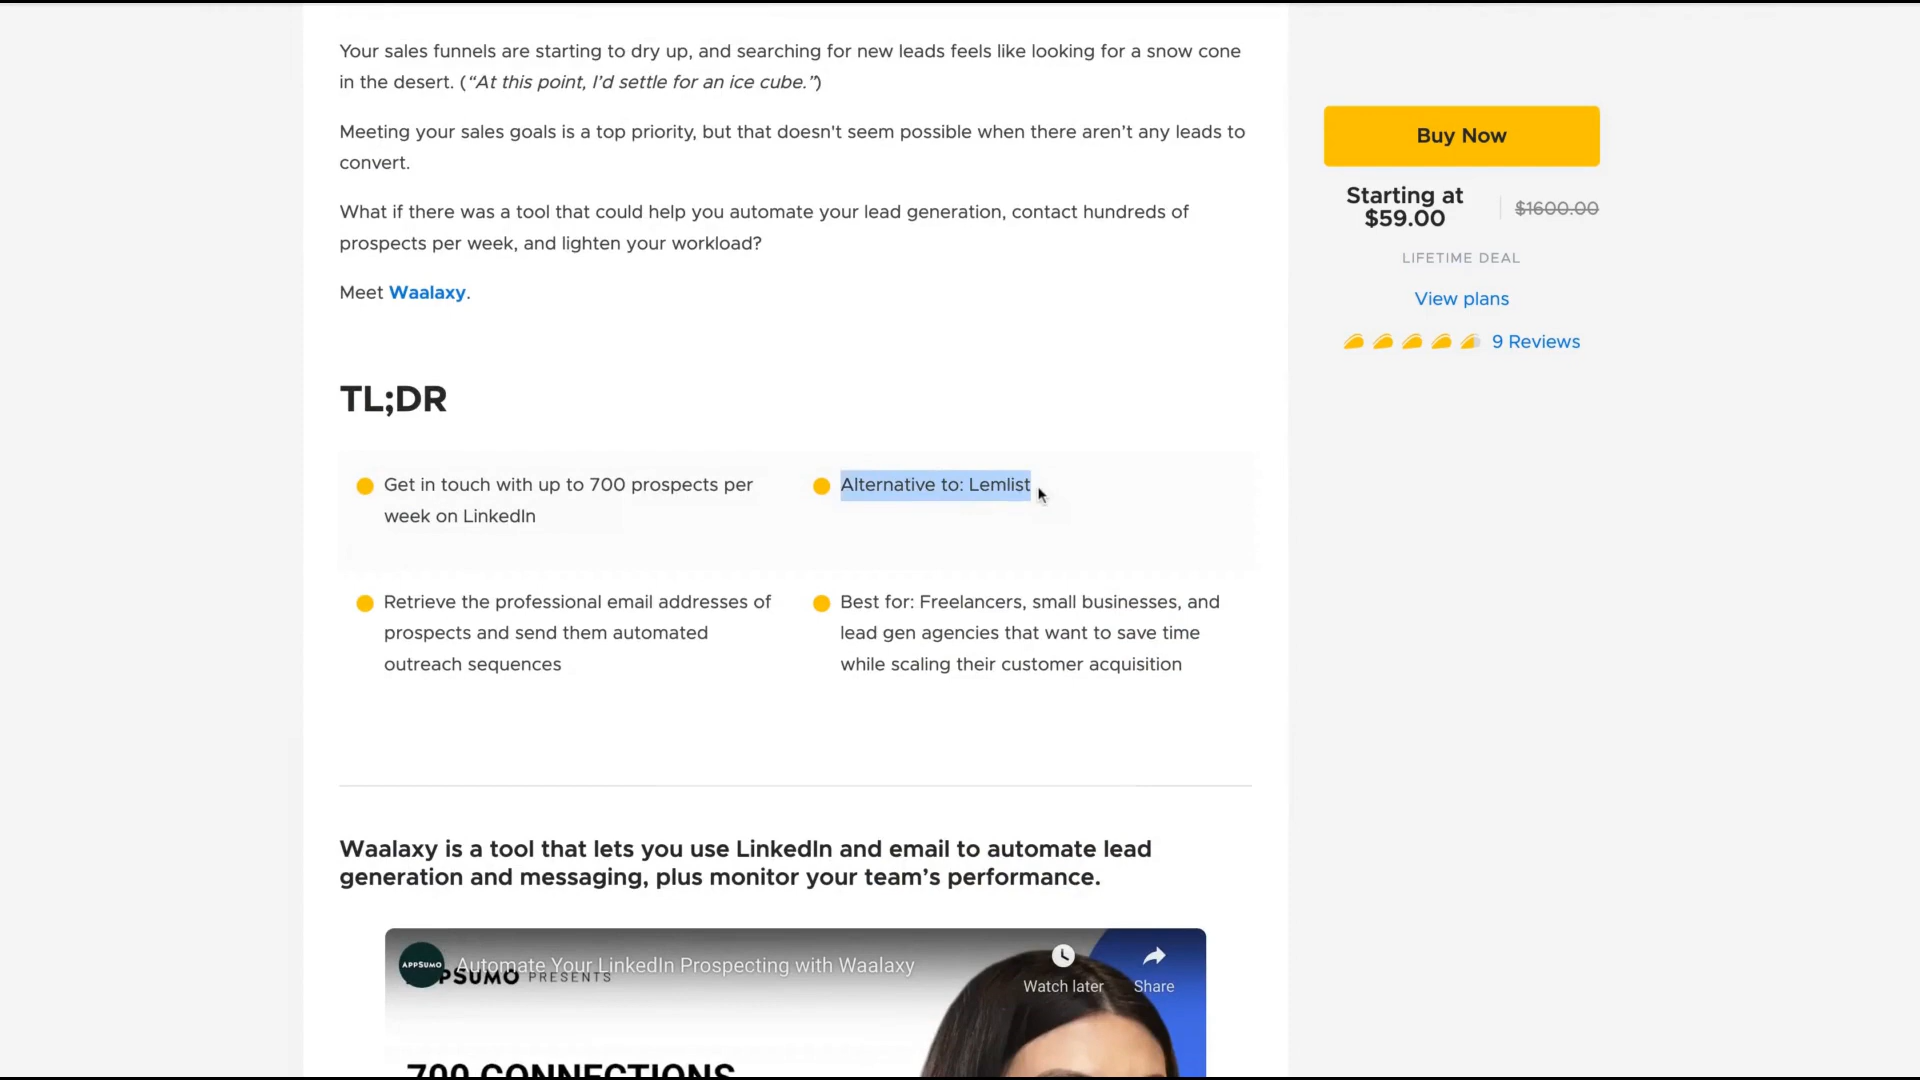 Your sales funnels are starting to dry up, and searching for new leads feels like looking for a snow cone
in the desert. (“At this point, I’d settle for an ice cube.”)
Meeting your sales goals is a top priority, but that doesn't seem possible when there aren’t any leads to
convert.
What if there was a tool that could help you automate your lead generation, contact hundreds of
prospects per week, and lighten your workload?
Meet Waalaxy.
Buy Now
Starting at
$59.00
$1600.00
LIFETIME DEAL
View plans
9 Reviews
TL;DR
Get in touch with up to 700 prospects per
week on LinkedIn
Alternative to: Lemlist
Retrieve the professional email addresses of
prospects and send them automated
outreach sequences
Best for: Freelancers, small businesses, and
lead gen agencies that want to save time
while scaling their customer acquisition
Waalaxy is a tool that lets you use LinkedIn and email to automate lead
generation and messaging, plus monitor your team’s performance.
APPSUMO
Automate Your LinkedIn Prospecting with Waalaxy
PSUMO PRESENTS
Watch later
Share
700 CONNECTIONS